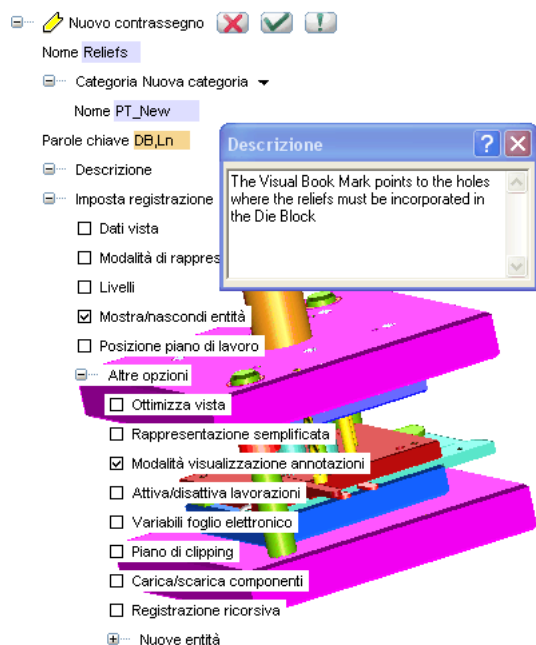 Nuovo contrassegno
Nome Reliefs
Categoria Nuova categoria
Nome PT_New
Parole chiave DB,Ln
Descrizione
Descrizione
The Visual Book Mark points to the holes
where the reliefs must be incorporated in
the Die Block
Imposta registrazione
Dati vista
Modalità di rappres
Livelli
Mostra/nascondi entità
Posizione piano di lavoro
Altre opzioni
Ottimizza vista
Rappresentazione semplificata
Modalità visualizzazione annotazioni
Attiva/disattiva lavorazioni
Variabili foglio elettronico
Piano di clipping
Carica/scarica componenti
Registrazione ricorsiva
Nuove entità